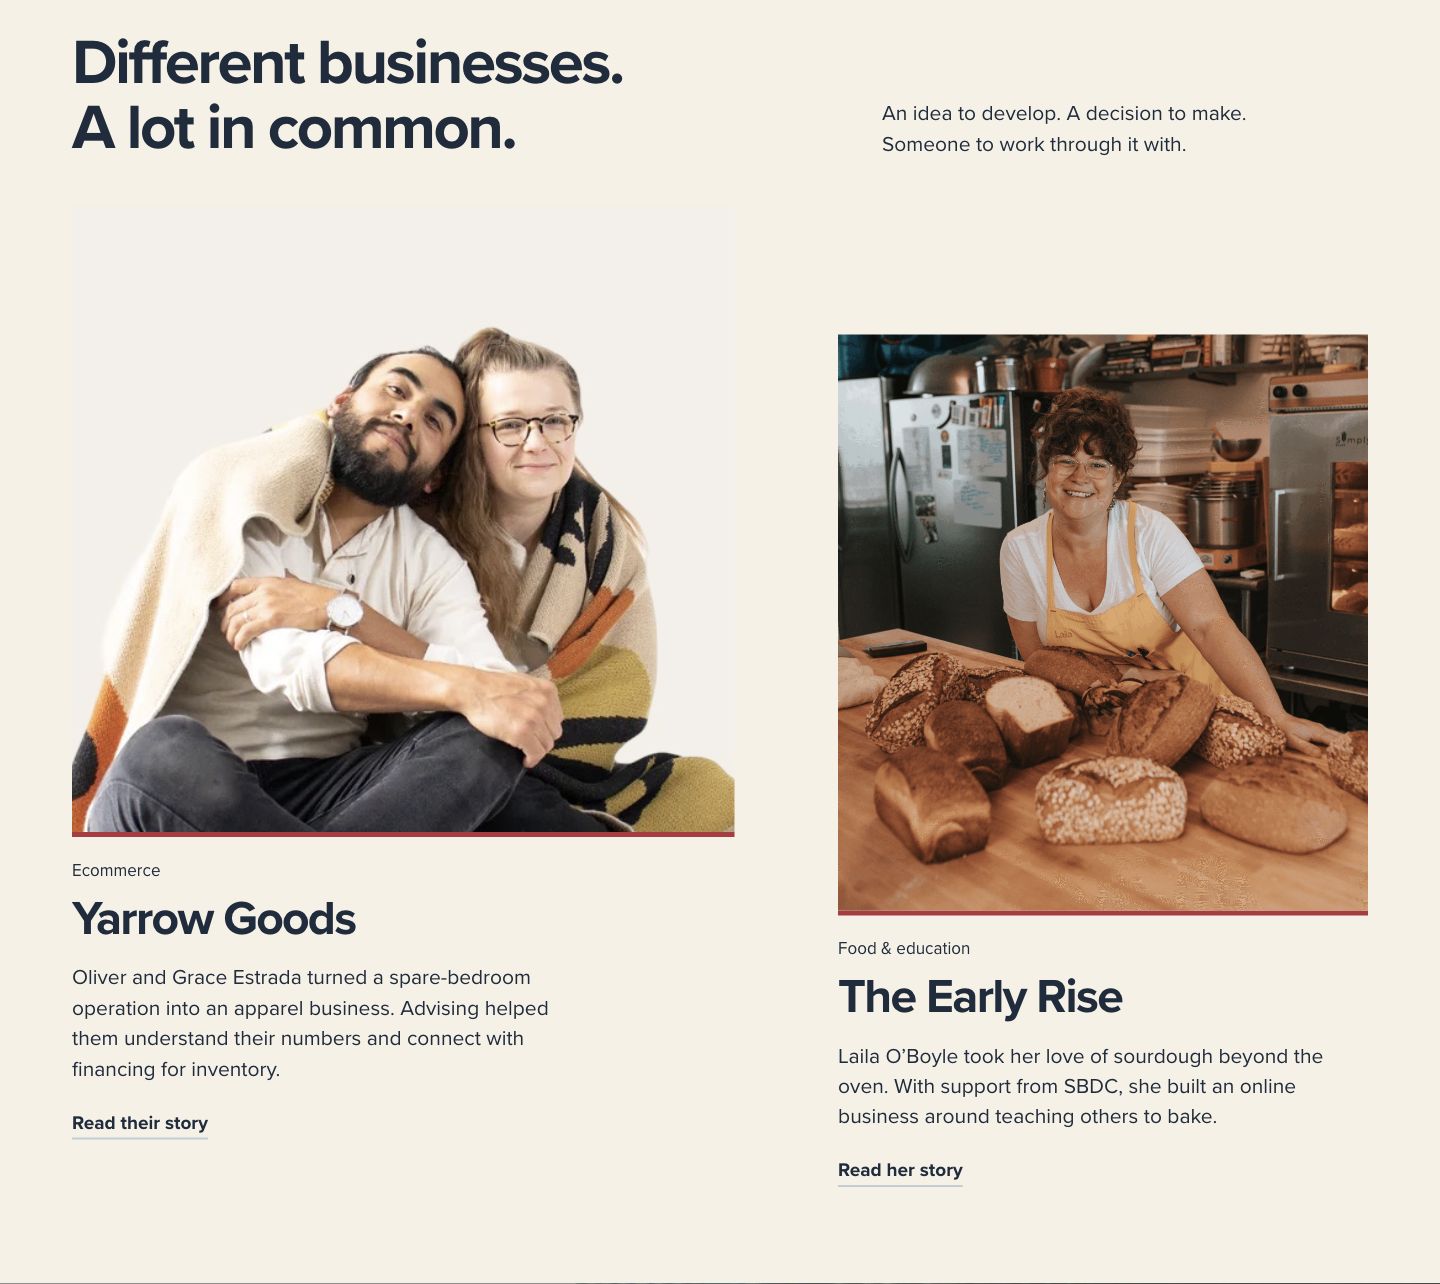 Different businesses.
A lot in common.
An idea to develop. A decision to make.
Someone to work through it with.
Ecommerce
Yarrow Goods
Oliver and Grace Estrada turned a spare-bedroom
operation into an apparel business. Advising helped
them understand their numbers and connect with
financing for inventory.
Read their story
Laila
Food & education
The Early Rise
Laila O’Boyle took her love of sourdough beyond the
oven. With support from SBDC, she built an online
business around teaching others to bake.
Read her story